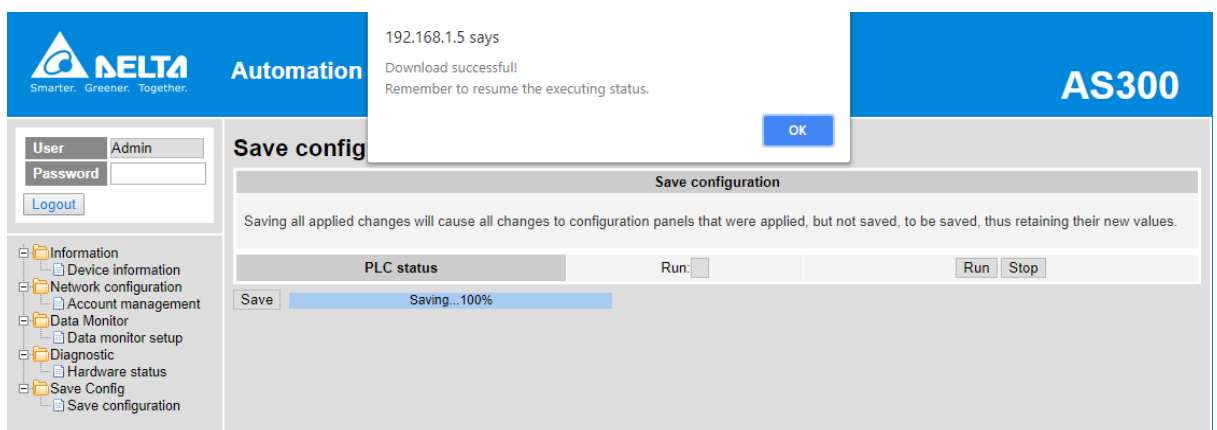 192.168.1.5 says
Download successful!
Remember to resume the executing status.
OK
DELTA
Smarter. Greener. Together.
Automation
AS300
User Admin
Password
Logout
Information
Device information
Network configuration
Account management
Data Monitor
Data monitor setup
Diagnostic
Hardware status
Save Config
Save configuration
Save config
Save configuration
Saving all applied changes will cause all changes to configuration panels that were applied, but not saved, to be saved, thus retaining their new values.
PLC status Run: Run Stop
Save Saving...100%